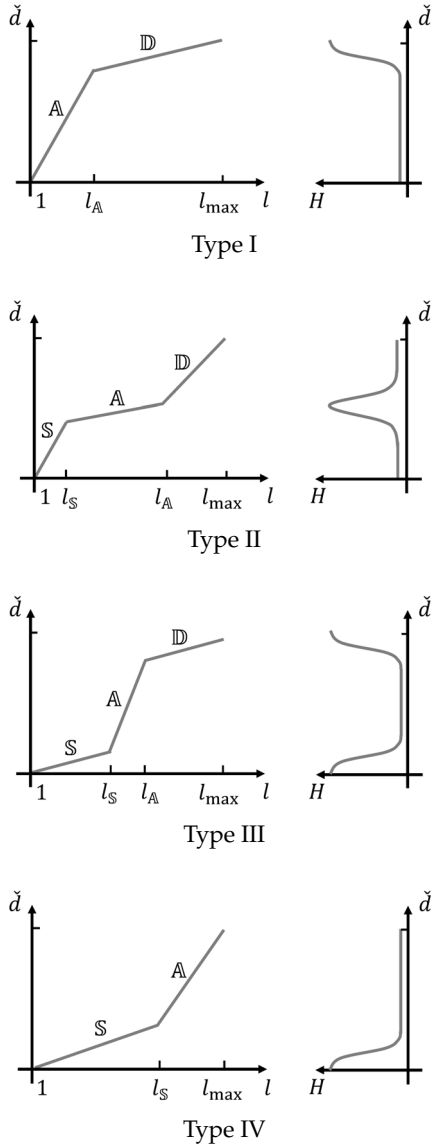 ď ď
𝔻
𝔸
1 l𝔸 lmax l H
Type I
ď ď
𝔻
𝔸
𝕊
1 l𝕊 l𝔸 lmax l H
Type II
ď ď
𝔻
𝔸
𝕊
1 l𝕊 l𝔸 lmax l H
Type III
ď ď
𝔸
𝕊
1 l𝕊 lmax l H
Type IV